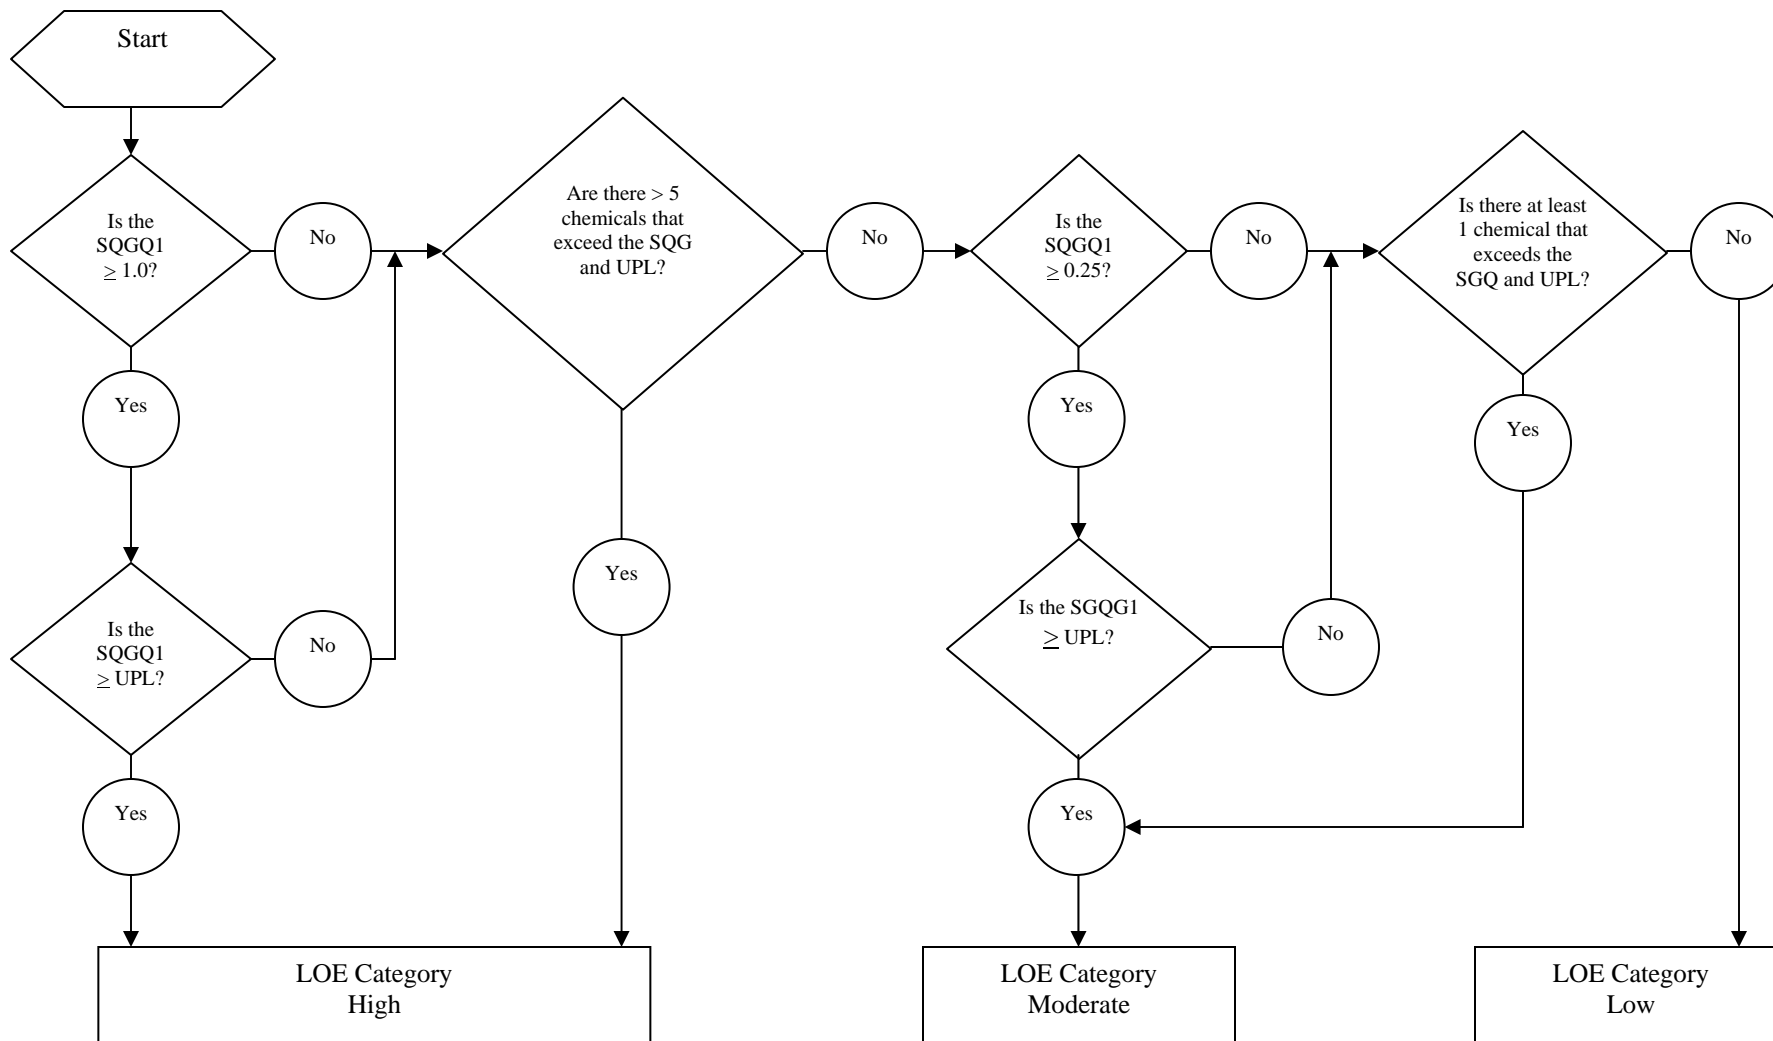 Start
Is the
SQGQ1
≥ 1.0?
No
Are there > 5
chemicals that
exceed the SQG
and UPL?
No
Is the
SQGQ1
≥ 0.25?
No
Is there at least
1 chemical that
exceeds the
SGQ and UPL?
No
Yes
Yes
Yes
Is the
SQGQ1
≥ UPL?
No
Yes
Is the SGQG1
≥ UPL?
No
Yes
Yes
LOE Category
High
LOE Category
Moderate
LOE Category
Low